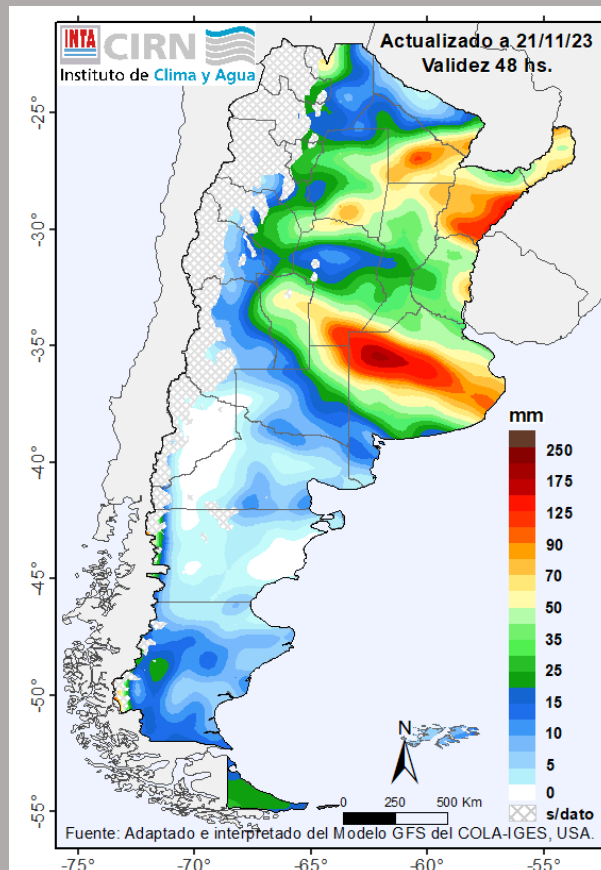 INTA CIRN
Instituto de Clima y Agua
Actualizado a 21/11/23
Validez 48 hs.
-25°
-30°
-35°
-40°
-45°
-50°
-55°
mm
250
175
125
90
70
50
35
25
15
10
5
0
s/dato
N
0 250 500 Km
Fuente: Adaptado e interpretado del Modelo GFS del COLA-IGES, USA.
-75° -70° -65° -60° -55°